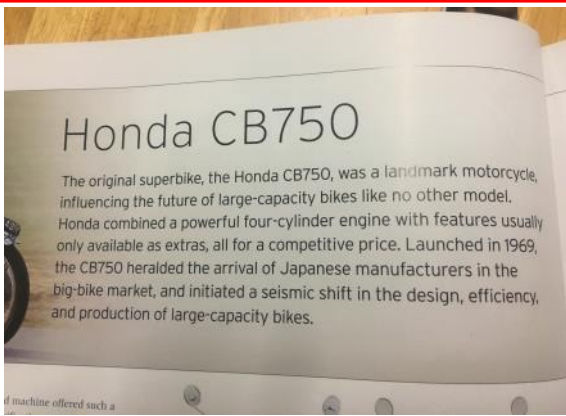 Honda CB750
The original superbike, the Honda CB750, was a landmark motorcycle,
influencing the future of large-capacity bikes like no other model.
Honda combined a powerful four-cylinder engine with features usually
only available as extras, all for a competitive price. Launched in 1969,
the CB750 heralded the arrival of Japanese manufacturers in the
big-bike market, and initiated a seismic shift in the design, efficiency,
and production of large-capacity bikes.
d machine offered such a